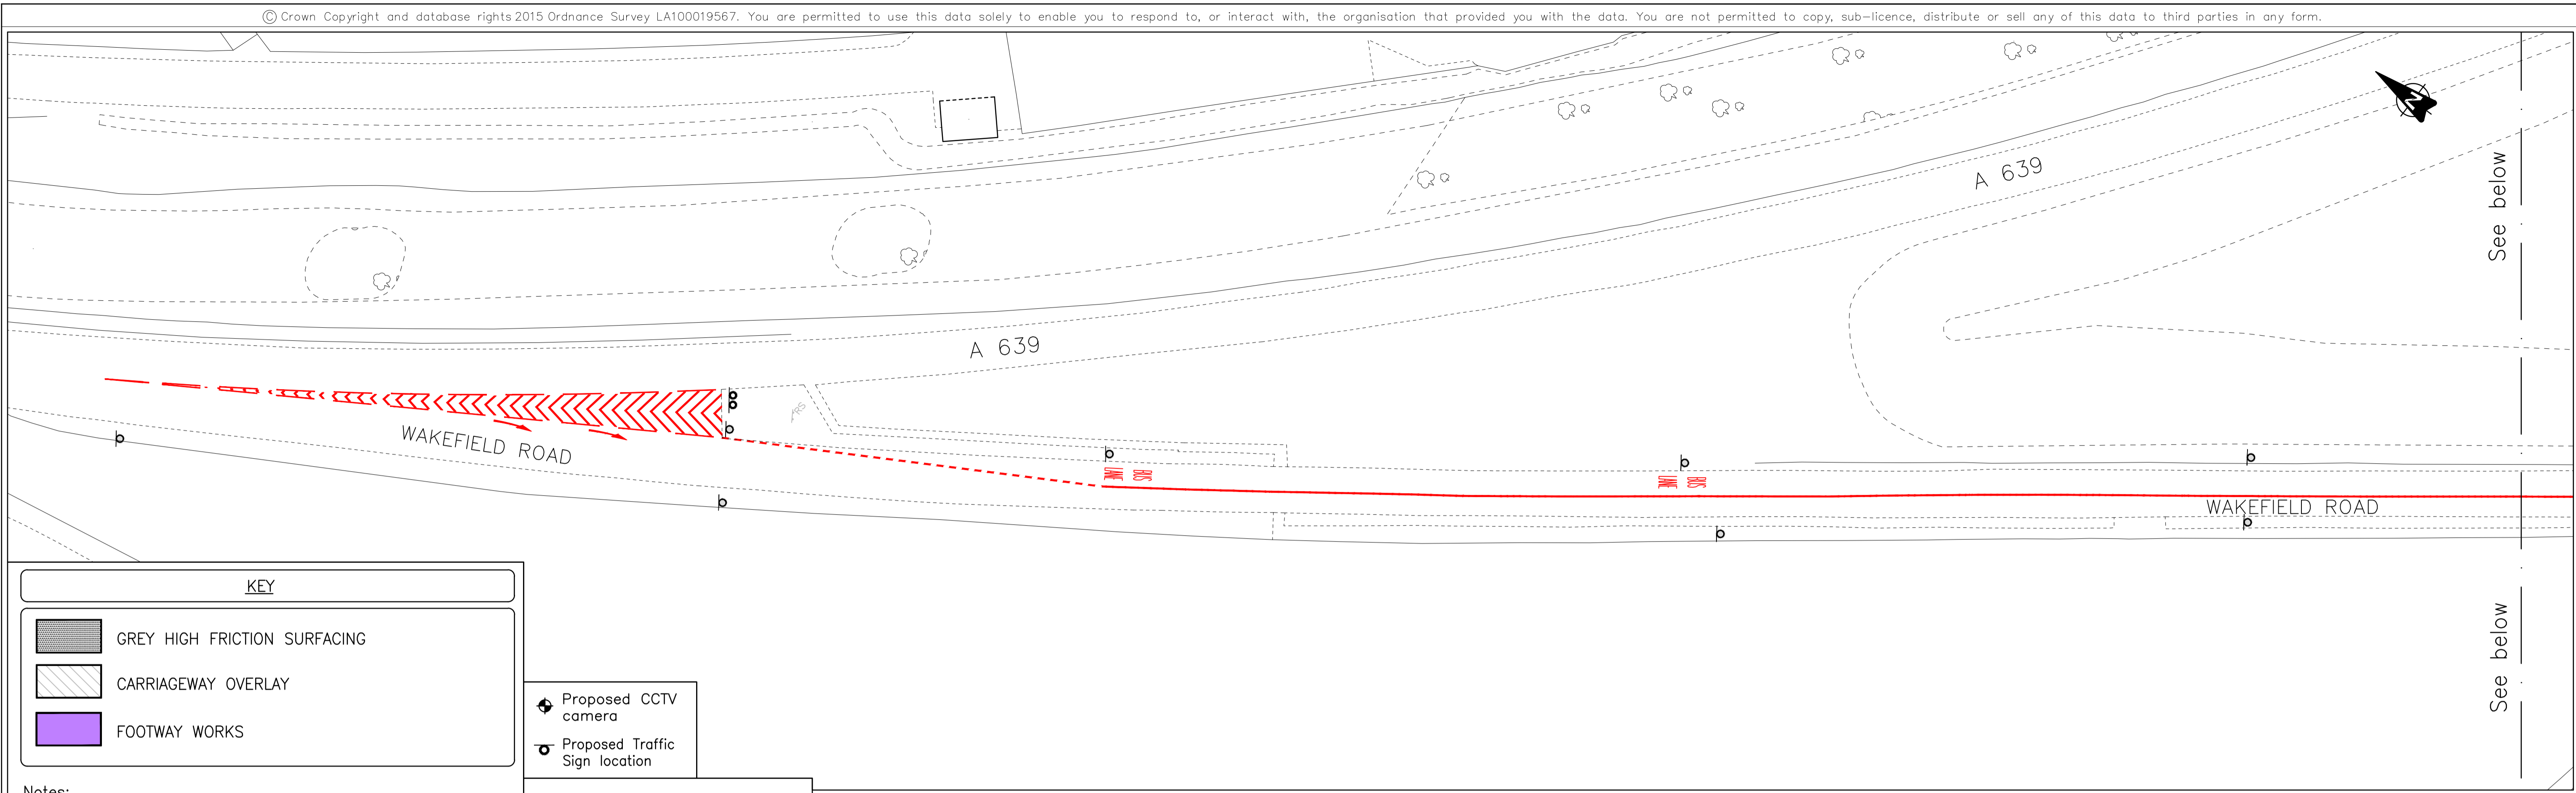 © Crown Copyright and database rights 2015 Ordnance Survey LA100019567. You are permitted to use this data solely to enable you to respond to, or interact with, the organisation that provided you with the data. You are not permitted to copy, sub-licence, distribute or sell any of this data to third parties in any form.
N
See below
A 639
A 639
WAKEFIELD ROAD
BUS
LANE
BUS
LANE
WAKEFIELD ROAD
See below
KEY
GREY HIGH FRICTION SURFACING
CARRIAGEWAY OVERLAY
FOOTWAY WORKS
Proposed CCTV
camera
Proposed Traffic
Sign location
Notes: